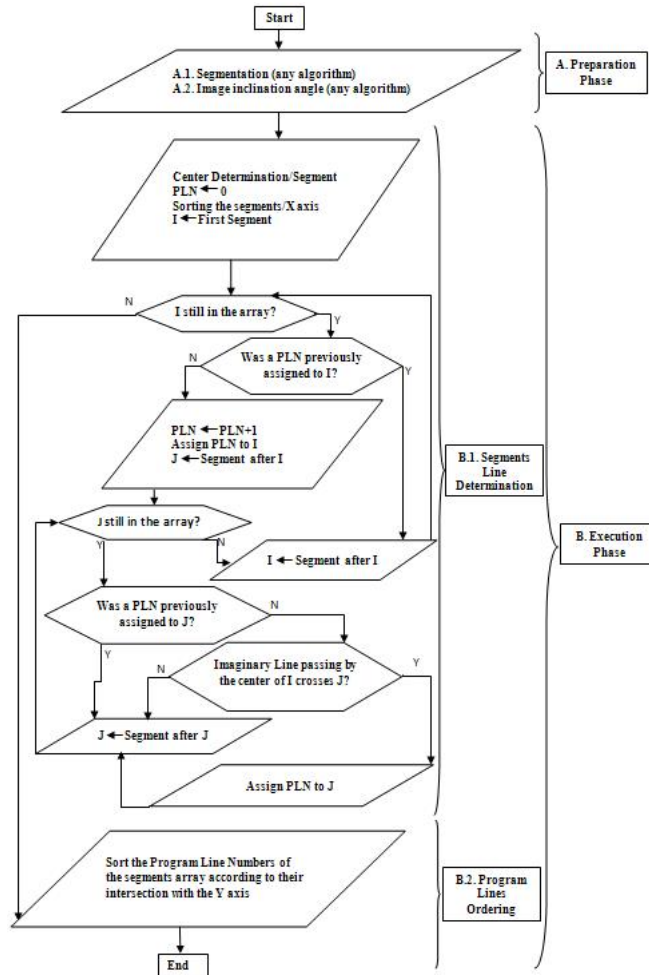 Start
A.1. Segmentation (any algorithm)
A.2. Image inclination angle (any algorithm)
A. Preparation
Phase
Center Determination/Segment
PLN ← 0
Sorting the segments/X axis
I ← First Segment
N
I still in the array?
Y
N
Was a PLN previously
assigned to I?
Y
PLN ← PLN+1
Assign PLN to I
J ← Segment after I
B.1. Segments
Line
Determination
J still in the array?
Y
N
I ← Segment after I
B. Execution
Phase
Was a PLN previously
assigned to J?
N
Y
N
Imaginary Line passing by
the center of I crosses J?
Y
J ← Segment after J
Assign PLN to J
Sort the Program Line Numbers of
the segments array according to their
intersection with the Y axis
B.2. Program
Lines
Ordering
End